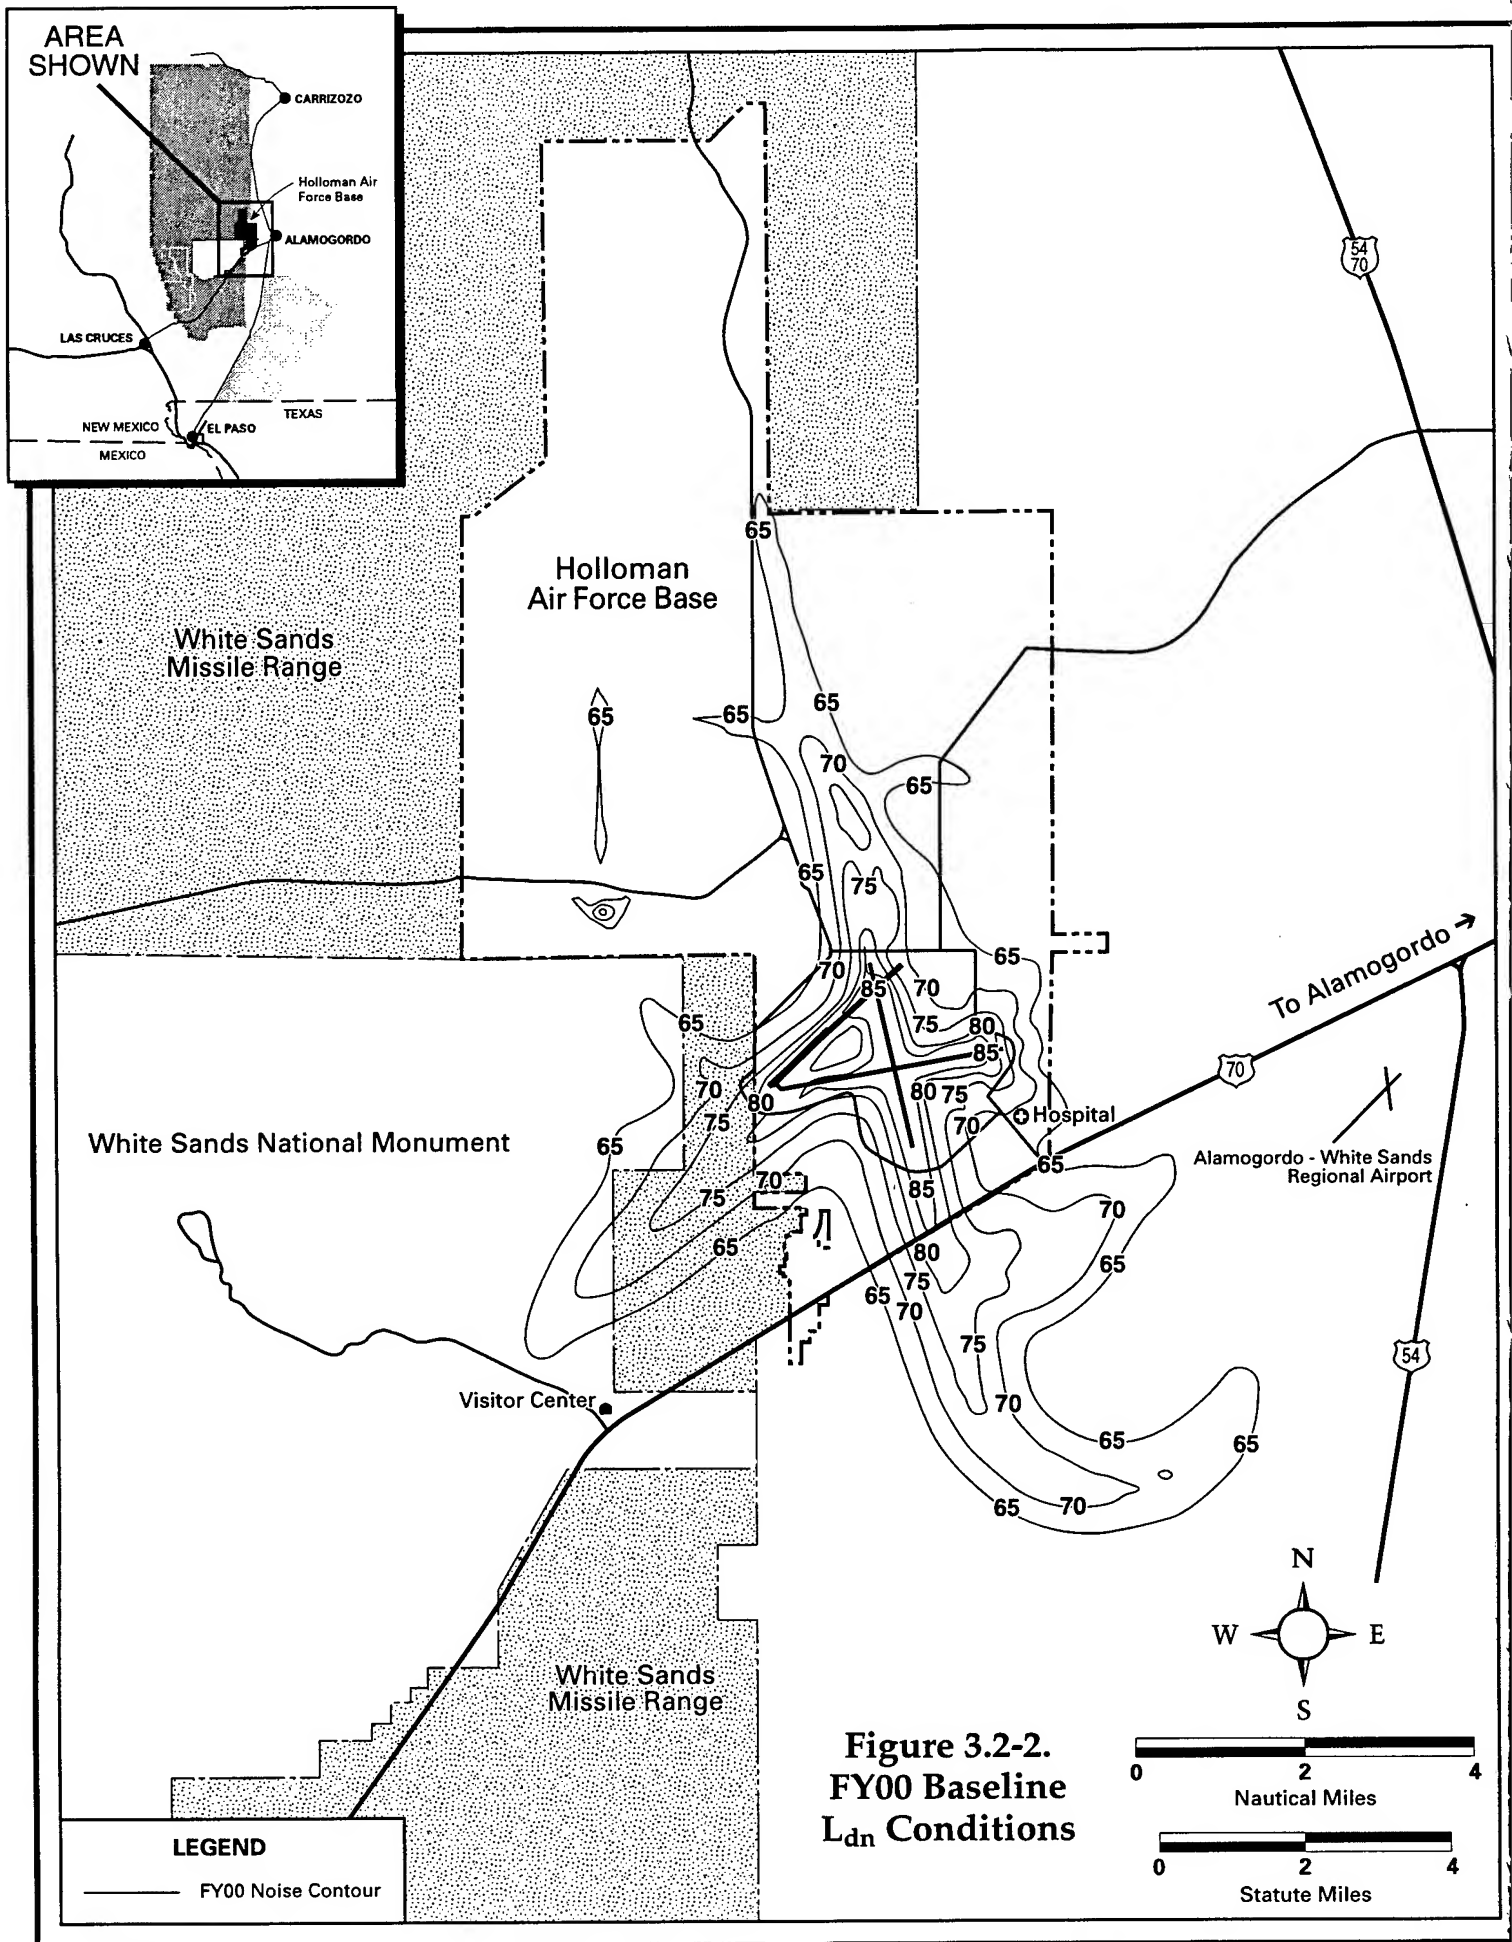 AREA
SHOWN
CARRIZOZO
Holloman Air
Force Base
ALAMOGORDO
LAS CRUCES
TEXAS
NEW MEXICO
EL PASO
MEXICO
54
70
65
Holloman
Air Force Base
White Sands
Missile Range
65
65
65
70
65
65
75
To Alamogordo
65
70
85
70
65
75
80
85
70
70
80
80
75
75
Hospital
70
White Sands National Monument
65
65
Alamogordo - White Sands
Regional Airport
70
75
85
70
65
80
65
75
65
70
75
54
Visitor Center
70
65
65
65
70
N
W
E
S
White Sands
Missile Range
Figure 3.2-2.
FY00 Baseline
Ldn Conditions
0 2 4
Nautical Miles
0 2 4
Statute Miles
LEGEND
FY00 Noise Contour